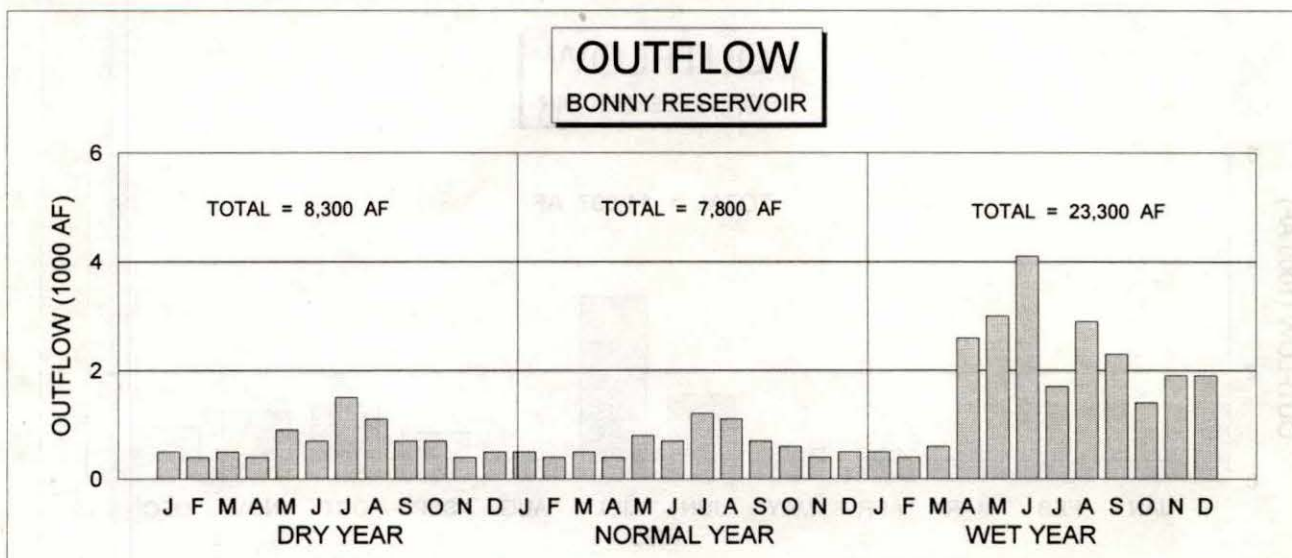 OUTFLOW
BONNY RESERVOIR
6
4
2
0
OUTFLOW (1000 AF)
TOTAL = 8,300 AF
TOTAL = 7,800 AF
TOTAL = 23,300 AF
J F M A M J J A S O N D J F M A M J J A S O N D J F M A M J J A S O N D
DRY YEAR NORMAL YEAR WET YEAR